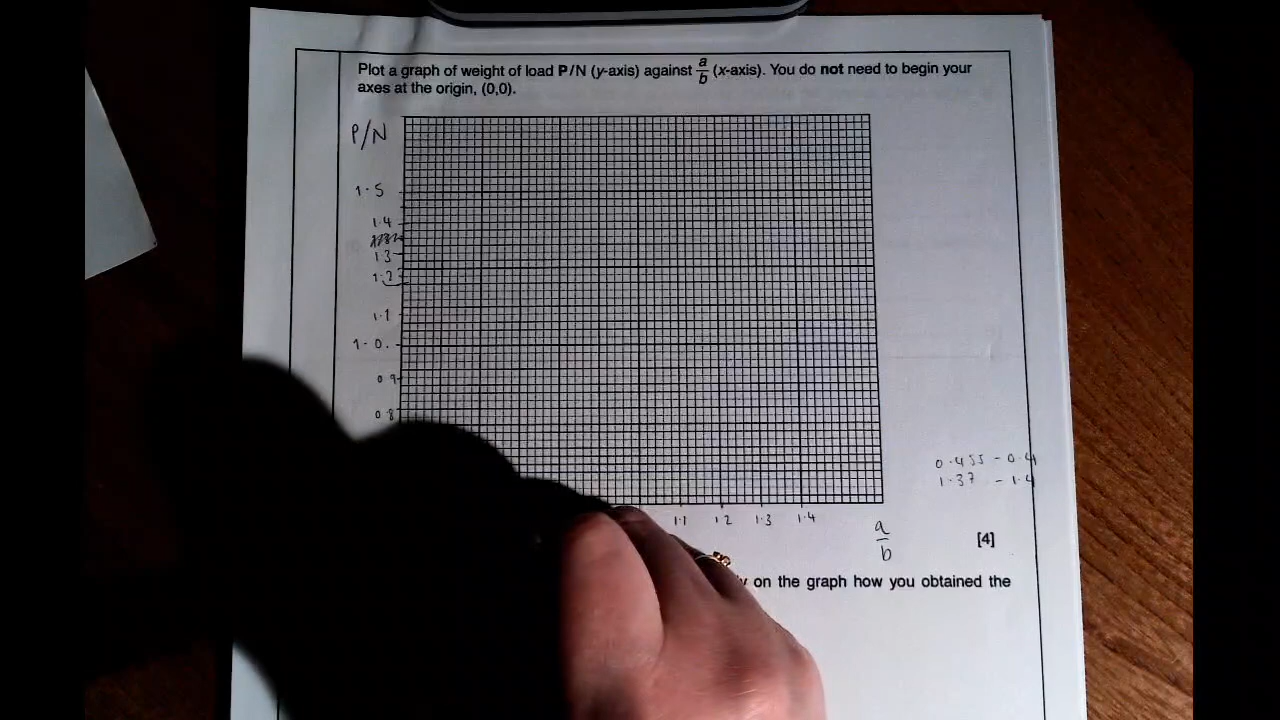 Plot a graph of weight of load P/N (y-axis) against a/b (x-axis). You do not need to begin your
axes at the origin, (0,0).
P/N
1.5
1.4
1.3
1.2
1.1
1.0
0.9
0.8
0.455 - 0.4
1.37 - 1.4
1.1 1.2 1.3 1.4
a/b
[4]
on the graph how you obtained the